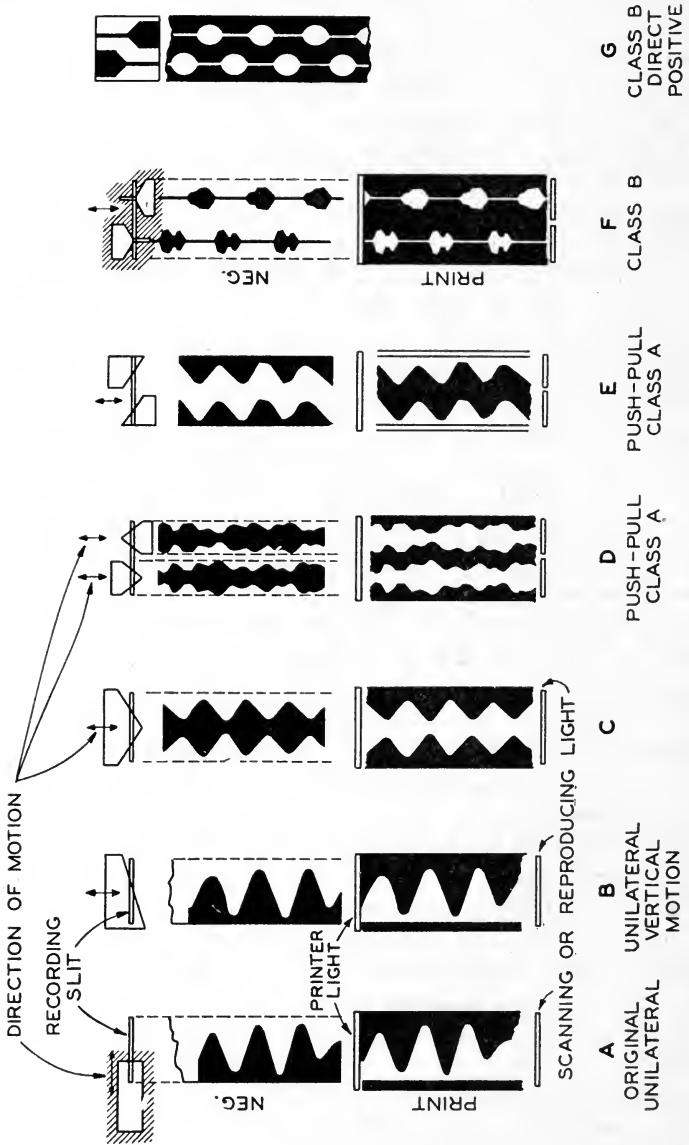 DIRECTION OF MOTION
RECORDING
SLIT
NEG.
NEG.
PRINTER
LIGHT
PRINT
PRINT
SCANNING OR REPRODUCING LIGHT
A
ORIGINAL
UNILATERAL
B
UNILATERAL
VERTICAL
MOTION
C
D
PUSH-PULL
CLASS A
E
PUSH-PULL
CLASS A
F
CLASS B
G
CLASS B
DIRECT
POSITIVE